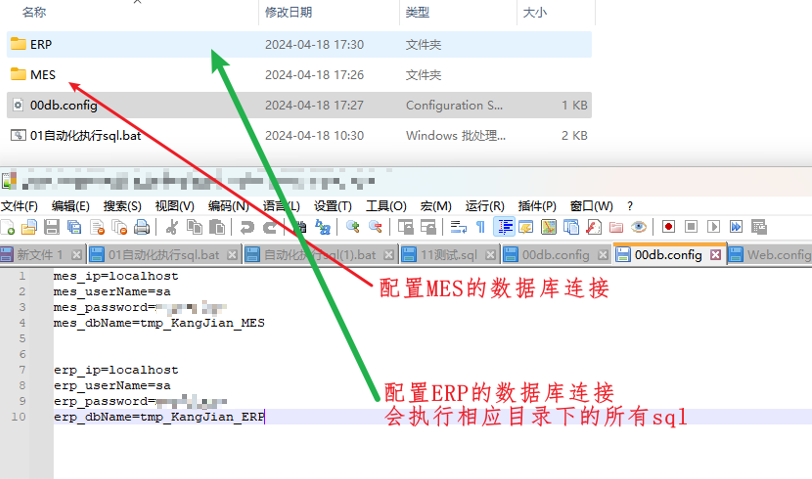 名称 修改日期 类型 大小
ERP 2024-04-18 17:30 文件夹
MES 2024-04-18 17:26 文件夹
00db.config 2024-04-18 17:27 Configuration S... 1 KB
01自动化执行sql.bat 2024-04-18 10:30 Windows 批处理... 2 KB
文件(F) 编辑(E) 搜索(S) 视图(V) 编码(N) 语言(L) 设置(T) 工具(O) 宏(M) 运行(R) 插件(P) 窗口(W) ?
新文件 1 01自动化执行sql.bat 自动化执行sql(1).bat 11测试.sql 00db.config 00db.config Web.config
1 mes_ip=localhost
2 mes_userName=sa
3 mes_password=
4 mes_dbName=tmp_KangJian_MES
5
6
7 erp_ip=localhost
8 erp_userName=sa
9 erp_password=
10 erp_dbName=tmp_KangJian_ERP
配置MES的数据库连接
配置ERP的数据库连接
会执行相应目录下的所有sql